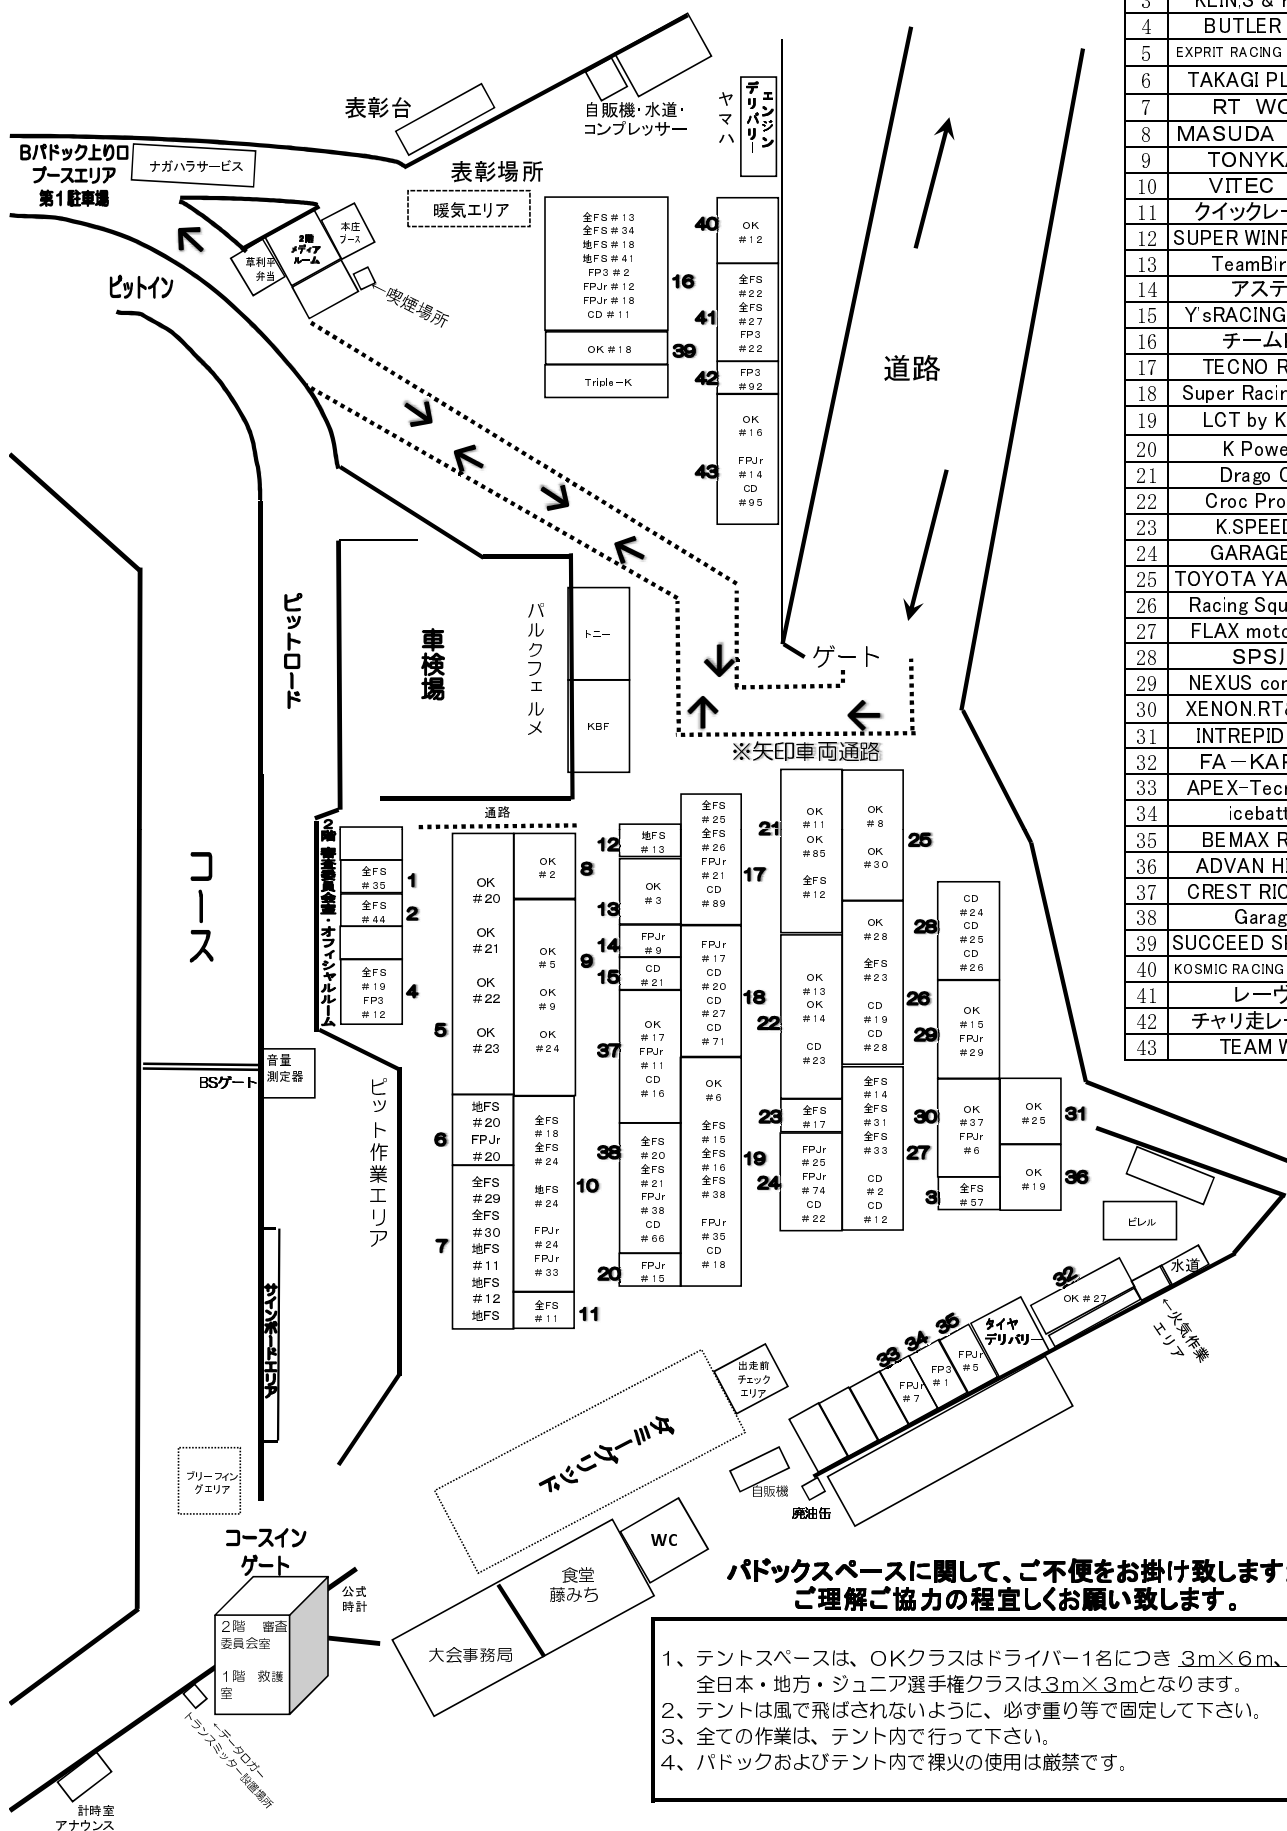 表彰台
自販機・水道・
コンプレッサー
ヤマハ
エンジン
デリバリー
Bパドック上り口
ブースエリア
第1駐車場
ナガハラサービス
表彰場所
暖気エリア
2階
メディア
ルーム
本庄
ブース
草利平
弁当
←喫煙場所
ピットイン
全FS#13
全FS#34
地FS#18
地FS#41
FP3#2
FPJr#12
FPJr#18
CD#11
16
OK#18
39
Triple-K
40
OK
#12
41
全FS
#22
全FS
#27
FP3
#22
42
FP3
#92
43
OK
#16
FPJr
#14
CD
#95
道路
ゲート
※矢印車両通路
ピットロード
車検場
パルクフェルメ
トニー
KBF
通路
コース
2階 審査委員会室・オフィシャルルーム
全FS
#35
1
全FS
#44
2
全FS
#19
FP3
#12
4
OK
#20
OK
#21
OK
#22
OK
#23
5
地FS
#20
FPJr
#20
6
全FS
#29
全FS
#30
地FS
#11
地FS
#12
地FS
7
OK
#2
8
OK
#5
OK
#9
OK
#24
9
全FS
#18
全FS
#24
地FS
#24
FPJr
#24
FPJr
#33
10
全FS
#11
11
12
地FS
#13
13
OK
#3
14
FPJr
#9
15
CD
#21
37
OK
#17
FPJr
#11
CD
#16
38
全FS
#20
全FS
#21
FPJr
#38
CD
#66
20
FPJr
#15
全FS
#25
全FS
#26
FPJr
#21
CD
#89
17
FPJr
#17
CD
#20
CD
#27
CD
#71
18
OK
#6
全FS
#15
全FS
#16
全FS
#38
FPJr
#35
CD
#18
19
21
OK
#11
OK
#85
全FS
#12
22
OK
#13
OK
#14
CD
#23
23
全FS
#17
24
FPJr
#25
FPJr
#74
CD
#22
OK
#8
OK
#30
25
OK
#28
全FS
#23
CD
#19
CD
#28
26
全FS
#14
全FS
#31
全FS
#33
CD
#2
CD
#12
27
28
CD
#24
CD
#25
CD
#26
29
OK
#15
FPJr
#29
30
OK
#37
FPJr
#6
3
全FS
#57
OK
#25
31
OK
#19
36
BSゲート
音量
測定器
ピット作業エリア
サインボードエリア
ブリーフィン
グエリア
コースイン
ゲート
公式
時計
2階 審査
委員会室
1階 救護
室
←データロガー
トランスミッター設置場所
計時室
アナウンス
ダミーグリッド
出走前
チェック
エリア
自販機
廃油缶
WC
食堂
藤みち
大会事務局
33
FPJr
#7
34
FP3
#1
35
FPJr
#5
タイヤ
デリバリー
32
OK#27
水道
ビレル
←火気作業
エリア
3 KLEIN,S &
4 BUTLER
5 EXPRIT RACING
6 TAKAGI PL
7 RT WO
8 MASUDA
9 TONYKA
10 VITEC
11 クイックレー
12 SUPER WINF
13 TeamBir
14 アステ
15 Y'sRACING
16 チーム
17 TECNO R
18 Super Racin
19 LCT by K
20 K Powe
21 Drago C
22 Croc Pro
23 K.SPEED
24 GARAGE
25 TOYOTA YA
26 Racing Squ
27 FLAX moto
28 SPSJ
29 NEXUS con
30 XENON.RT&
31 INTREPID
32 FA-KAR
33 APEX-Tecn
34 icebatt
35 BEMAX R
36 ADVAN HI
37 CREST RIC
38 Garag
39 SUCCEED SP
40 KOSMIC RACING
41 レーヴ
42 チャリ走レー
43 TEAM W
パドックスペースに関して、ご不便をお掛け致します
ご理解ご協力の程宜しくお願い致します。
1、テントスペースは、OKクラスはドライバー1名につき 3m×6m、
全日本・地方・ジュニア選手権クラスは3m×3mとなります。
2、テントは風で飛ばされないように、必ず重り等で固定して下さい。
3、全ての作業は、テント内で行って下さい。
4、パドックおよびテント内で裸火の使用は厳禁です。